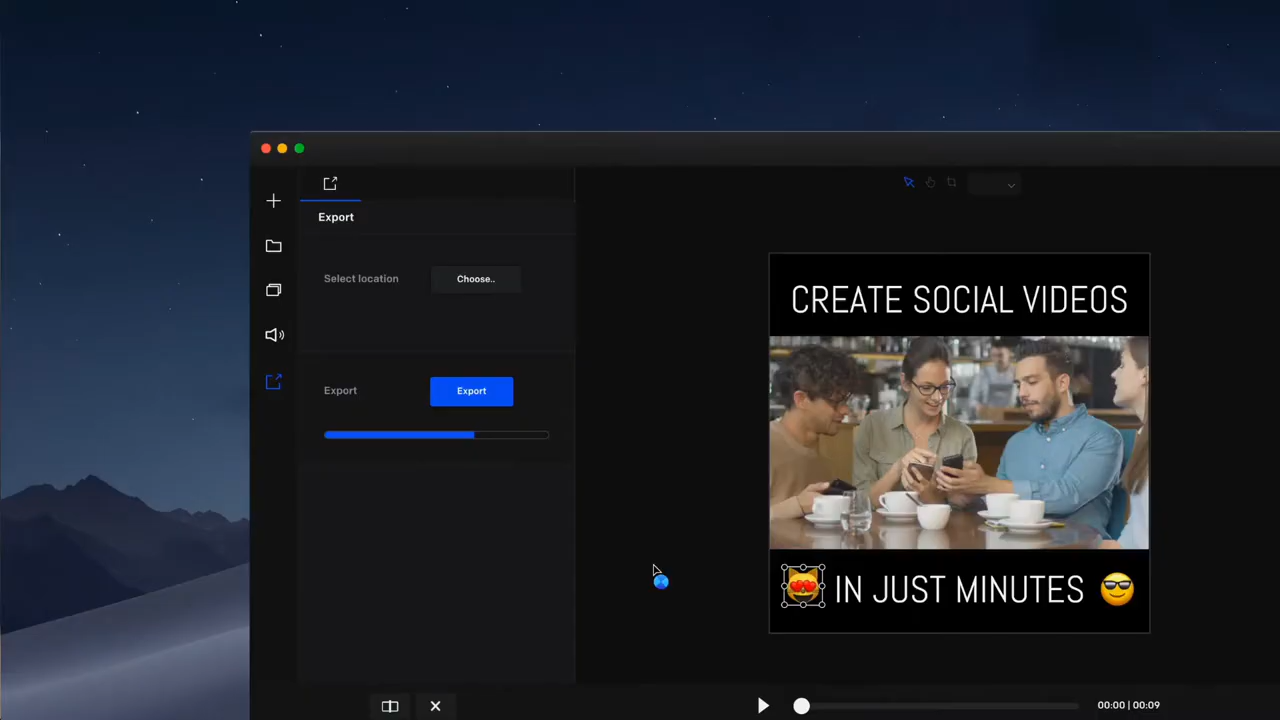 Export
Select location
Choose..
Export
Export
CREATE SOCIAL VIDEOS
IN JUST MINUTES
00:00 | 00:09